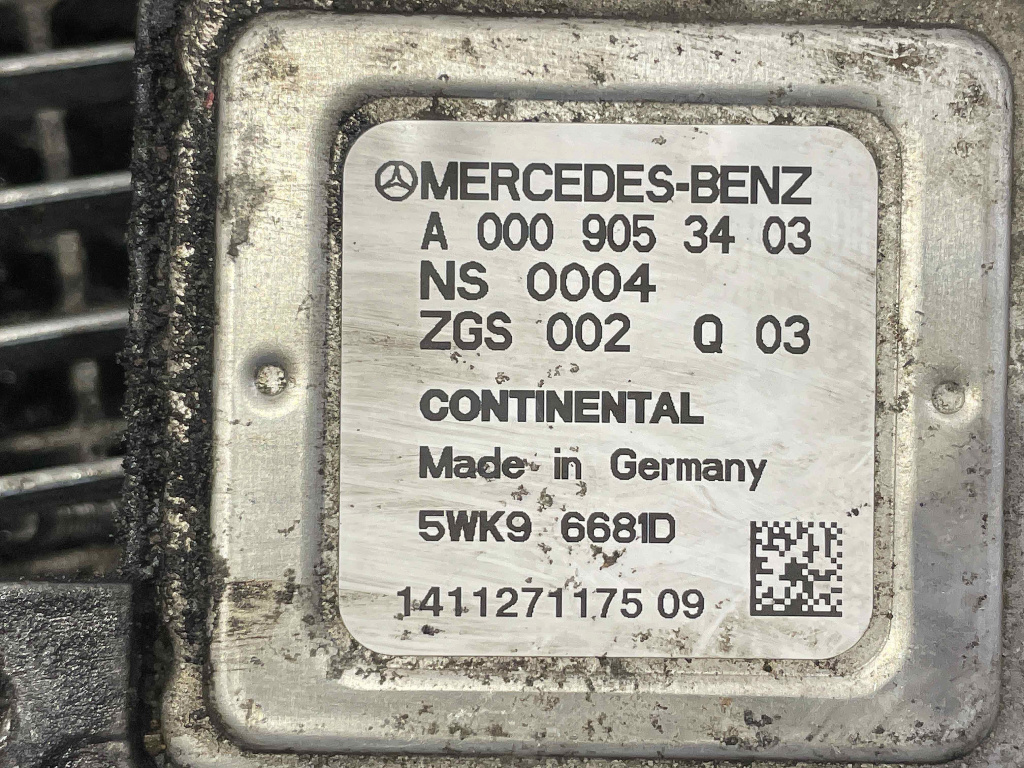 MERCEDES-BENZ
A 000 905 34 03
NS 0004
ZGS 002 Q 03
CONTINENTAL
Made in Germany
5WK9 6681D
1411271175 09